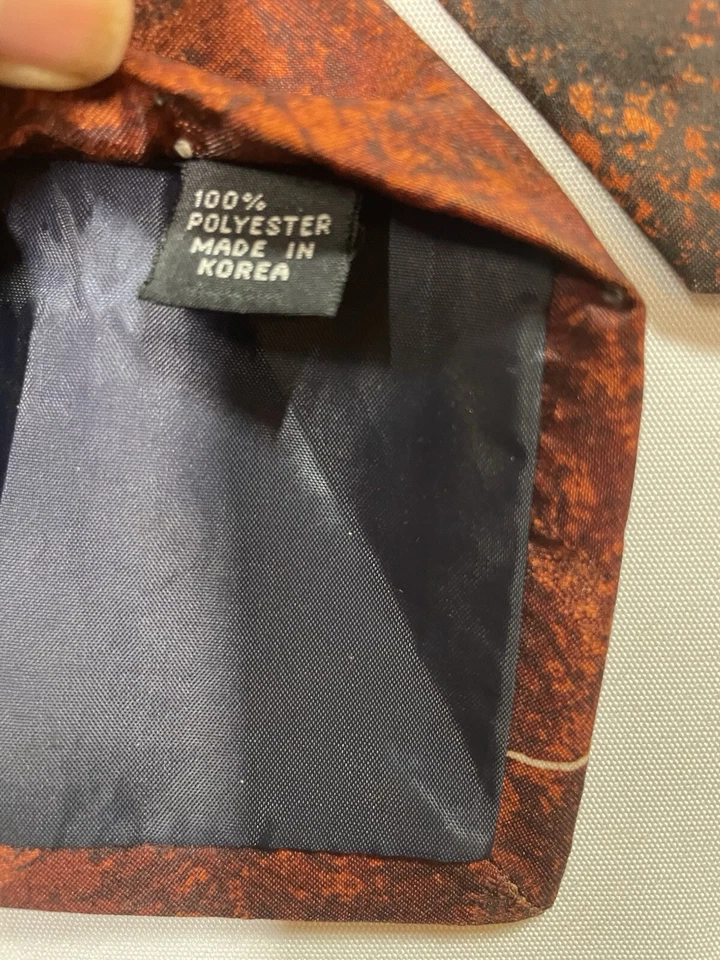 100%
POLYESTER
MADE IN
KOREA